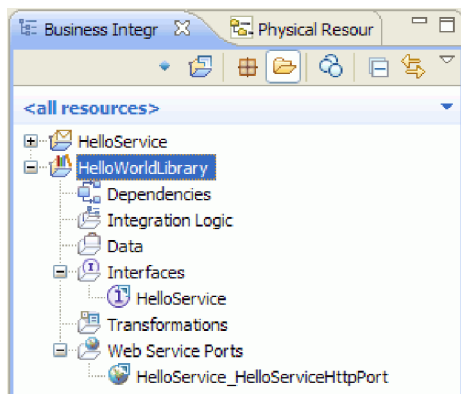 Business Integr
Physical Resour
<all resources>
HelloService
HelloWorldLibrary
Dependencies
Integration Logic
Data
Interfaces
HelloService
Transformations
Web Service Ports
HelloService_HelloServiceHttpPort